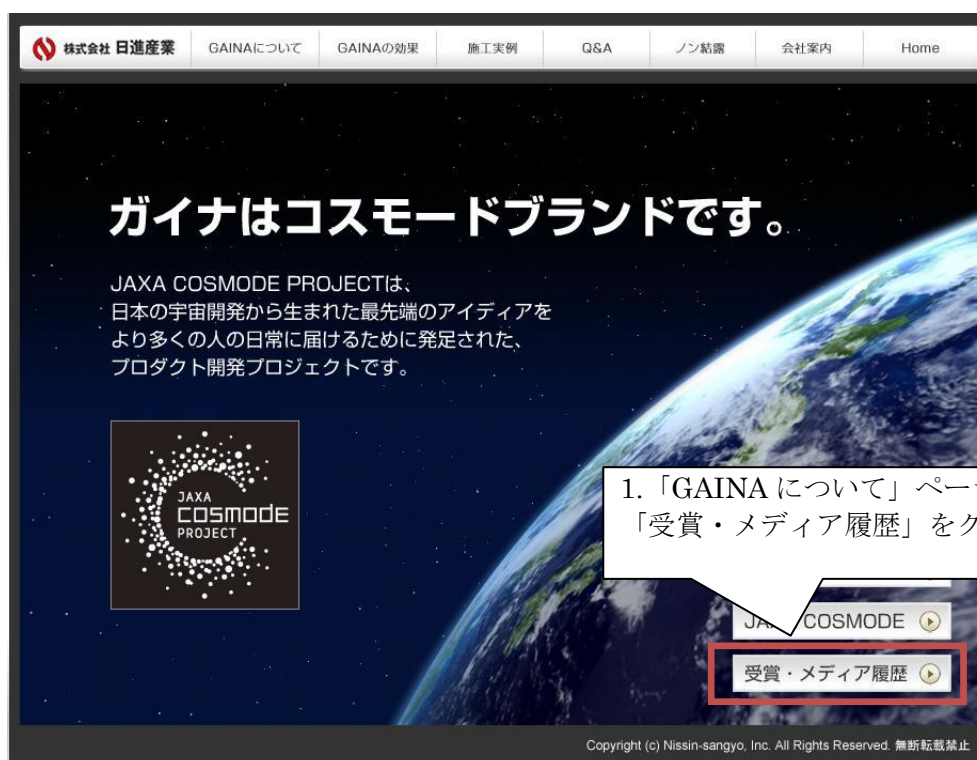 株式会社 日進産業 GAINAについて GAINAの効果 施工実例 Q&A ノン結露 会社案内 Home
ガイナはコスモードブランドです。
JAXA COSMODE PROJECTは、
日本の宇宙開発から生まれた最先端のアイディアを
より多くの人の日常に届けるために発足された、
プロダクト開発プロジェクトです。
JAXA
COSMODE
PROJECT
1.「GAINA について」ペー
「受賞・メディア履歴」をク
COSMODE
受賞・メディア履歴
Copyright (c) Nissin-sangyo, Inc. All Rights Reserved. 無断転載禁止